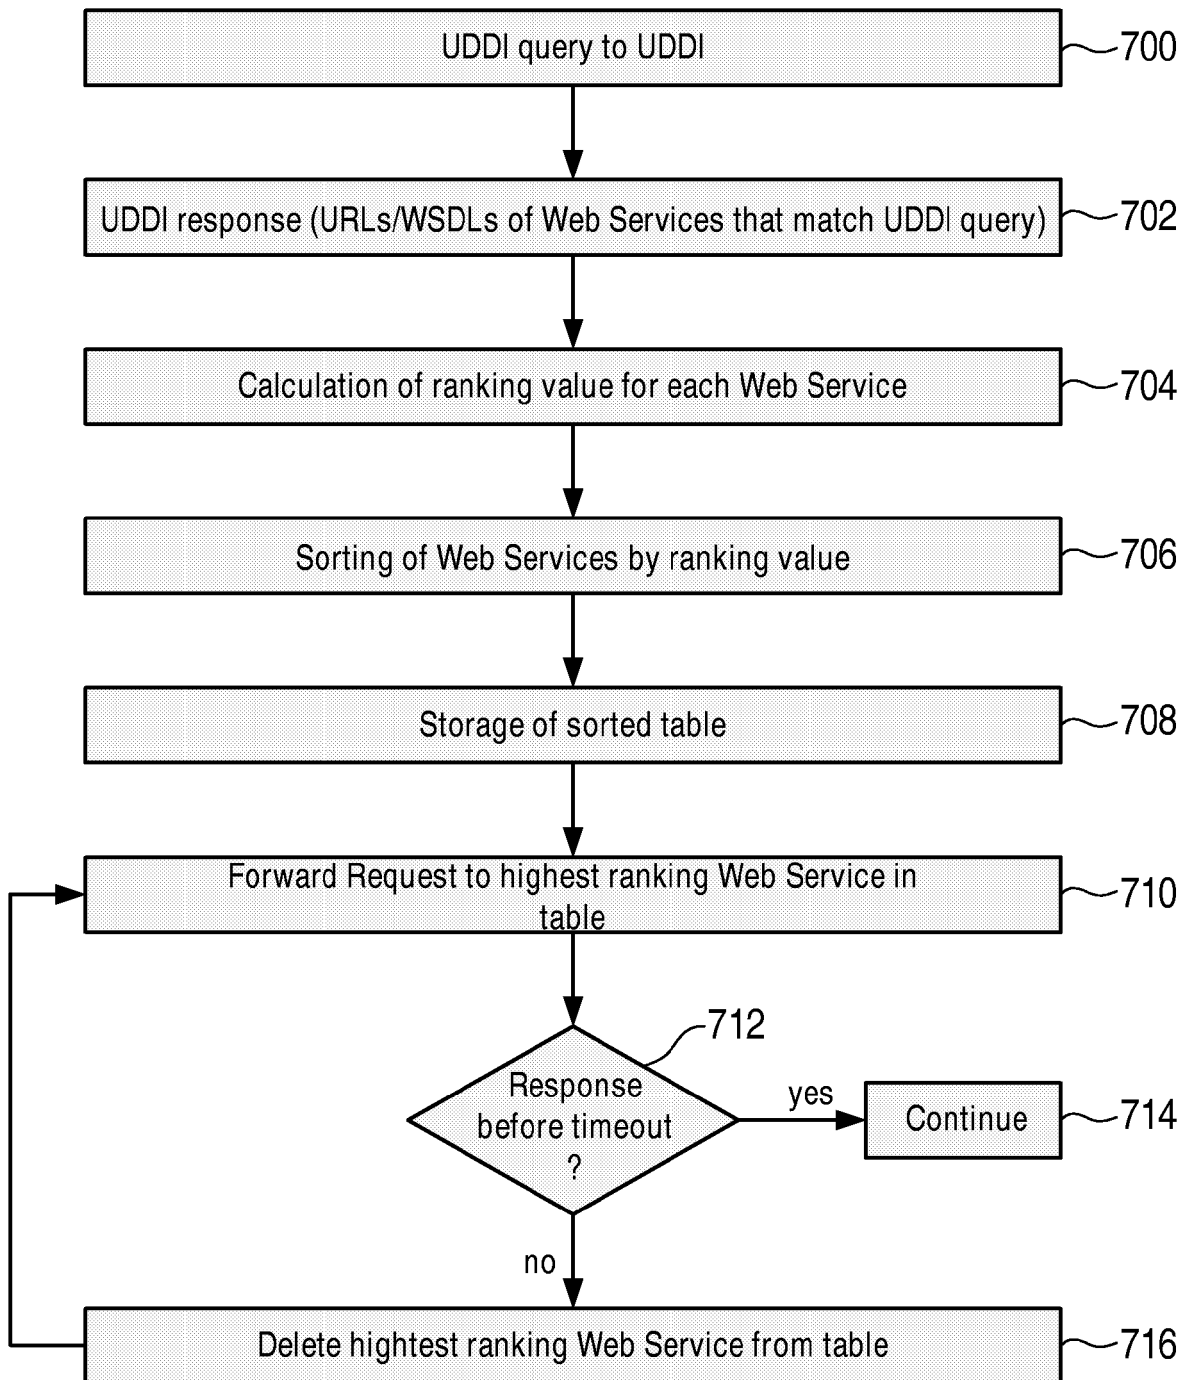 UDDI query to UDDI
700
UDDI response (URLs/WSDLs of Web Services that match UDDI query)
702
Calculation of ranking value for each Web Service
704
Sorting of Web Services by ranking value
706
Storage of sorted table
708
Forward Request to highest ranking Web Service in
table
710
712
Response
before timeout
?
yes
Continue
714
no
Delete hightest ranking Web Service from table
716